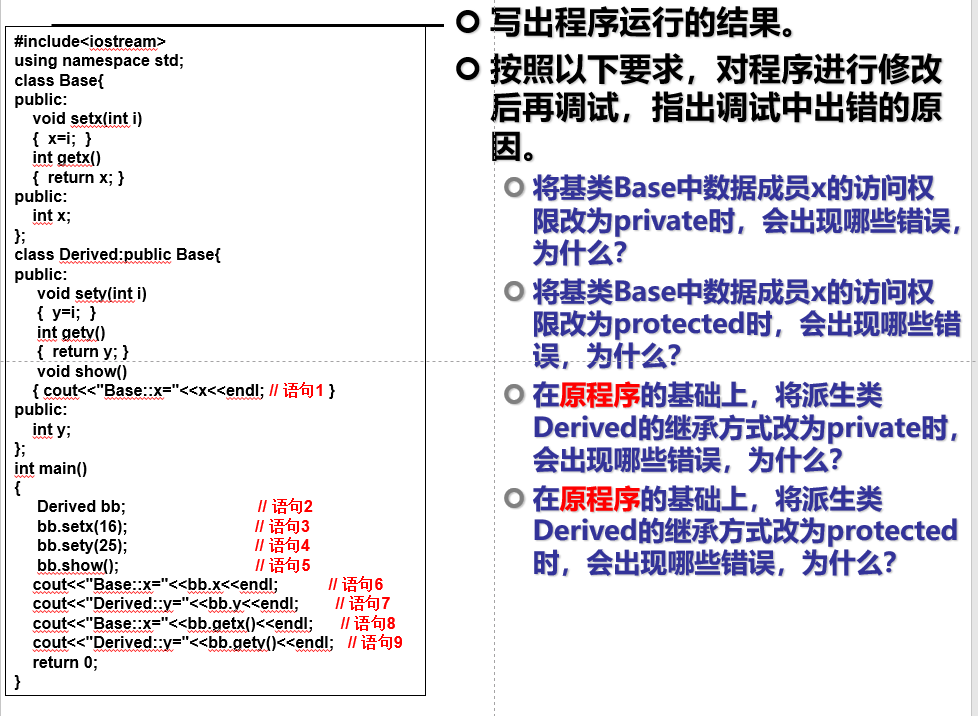 #include<iostream>
using namespace std;
class Base{
public:
void setx(int i)
{ x=i; }
int getx()
{ return x; }
public:
int x;
};
class Derived:public Base{
public:
void sety(int i)
{ y=i; }
int gety()
{ return y; }
void show()
{ cout<<"Base::x="<<x<<endl; // 语句1 }
public:
int y;
};
int main()
{
Derived bb; // 语句2
bb.setx(16); // 语句3
bb.sety(25); // 语句4
bb.show(); // 语句5
cout<<"Base::x="<<bb.x<<endl; // 语句6
cout<<"Derived::y="<<bb.y<<endl; // 语句7
cout<<"Base::x="<<bb.getx()<<endl; // 语句8
cout<<"Derived::y="<<bb.gety()<<endl; // 语句9
return 0;
}
写出程序运行的结果。
按照以下要求，对程序进行修改
后再调试，指出调试中出错的原
因。
将基类Base中数据成员x的访问权
限改为private时，会出现哪些错误，
为什么？
将基类Base中数据成员x的访问权
限改为protected时，会出现哪些错
误，为什么？
在原程序的基础上，将派生类
Derived的继承方式改为private时，
会出现哪些错误，为什么？
在原程序的基础上，将派生类
Derived的继承方式改为protected
时，会出现哪些错误，为什么？